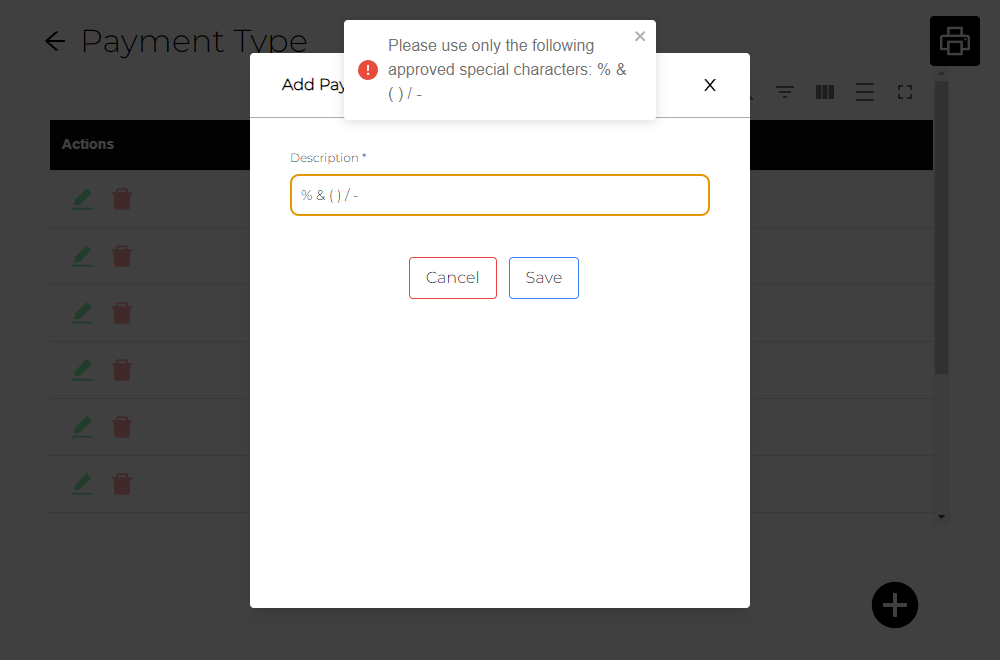 Payment Type
Please use only the following
approved special characters: % &
( ) / -
Add Pay
X
Actions
Description *
% & ( ) / -
Cancel
Save